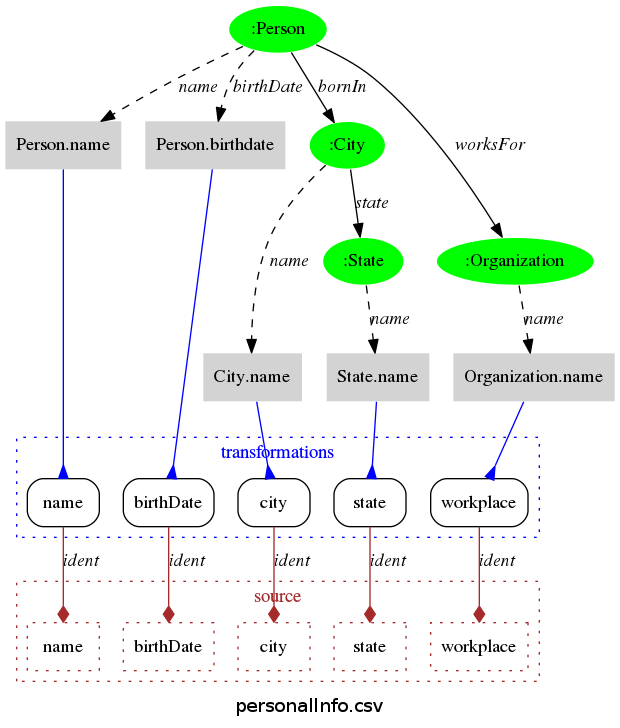 :Person
name
birthDate
bornIn
Person.name
Person.birthdate
:City
worksFor
state
name
:State
:Organization
name
name
City.name
State.name
Organization.name
transformations
name
birthDate
city
state
workplace
ident
ident
ident
ident
ident
source
name
birthDate
city
state
workplace
personalInfo.csv